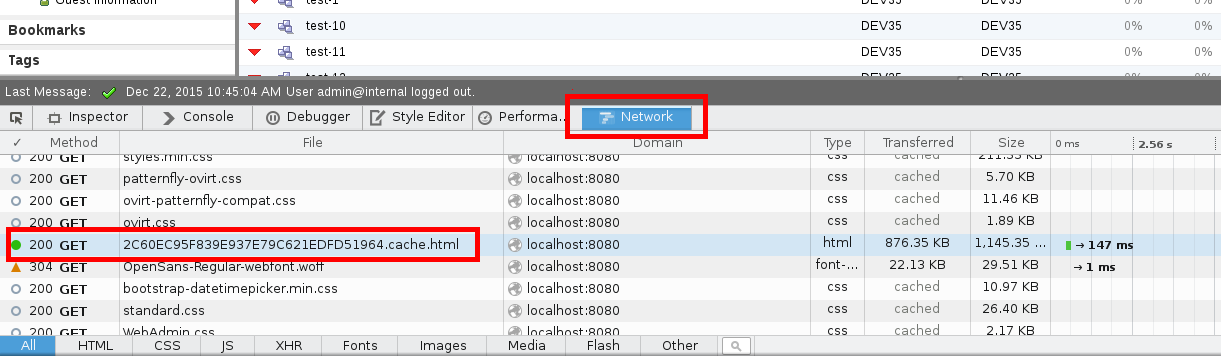 Guest Information
test-1 DEV35 DEV35 0% 0%
Bookmarks
test-10 DEV35 DEV35 0% 0%
Tags
test-11 DEV35 DEV35 0% 0%
test-12 DEV35 DEV35 0% 0%
Last Message: Dec 22, 2015 10:45:04 AM User admin@internal logged out.
Inspector Console Debugger Style Editor Performa... Network
✓ Method File Domain Type Transferred Size 0 ms 2.56 s
200 GET styles.min.css localhost:8080 css cached 211.33 KB
200 GET patternfly-ovirt.css localhost:8080 css cached 5.70 KB
200 GET ovirt-patternfly-compat.css localhost:8080 css cached 11.46 KB
200 GET ovirt.css localhost:8080 css cached 1.89 KB
200 GET 2C60EC95F839E937E79C621EDFD51964.cache.html localhost:8080 html 876.35 KB 1,145.35 ... → 147 ms
304 GET OpenSans-Regular-webfont.woff localhost:8080 font-... 22.13 KB 29.51 KB → 1 ms
200 GET bootstrap-datetimepicker.min.css localhost:8080 css cached 10.97 KB
200 GET standard.css localhost:8080 css cached 26.40 KB
200 GET WebAdmin.css localhost:8080 css cached 2.17 KB
All HTML CSS JS XHR Fonts Images Media Flash Other